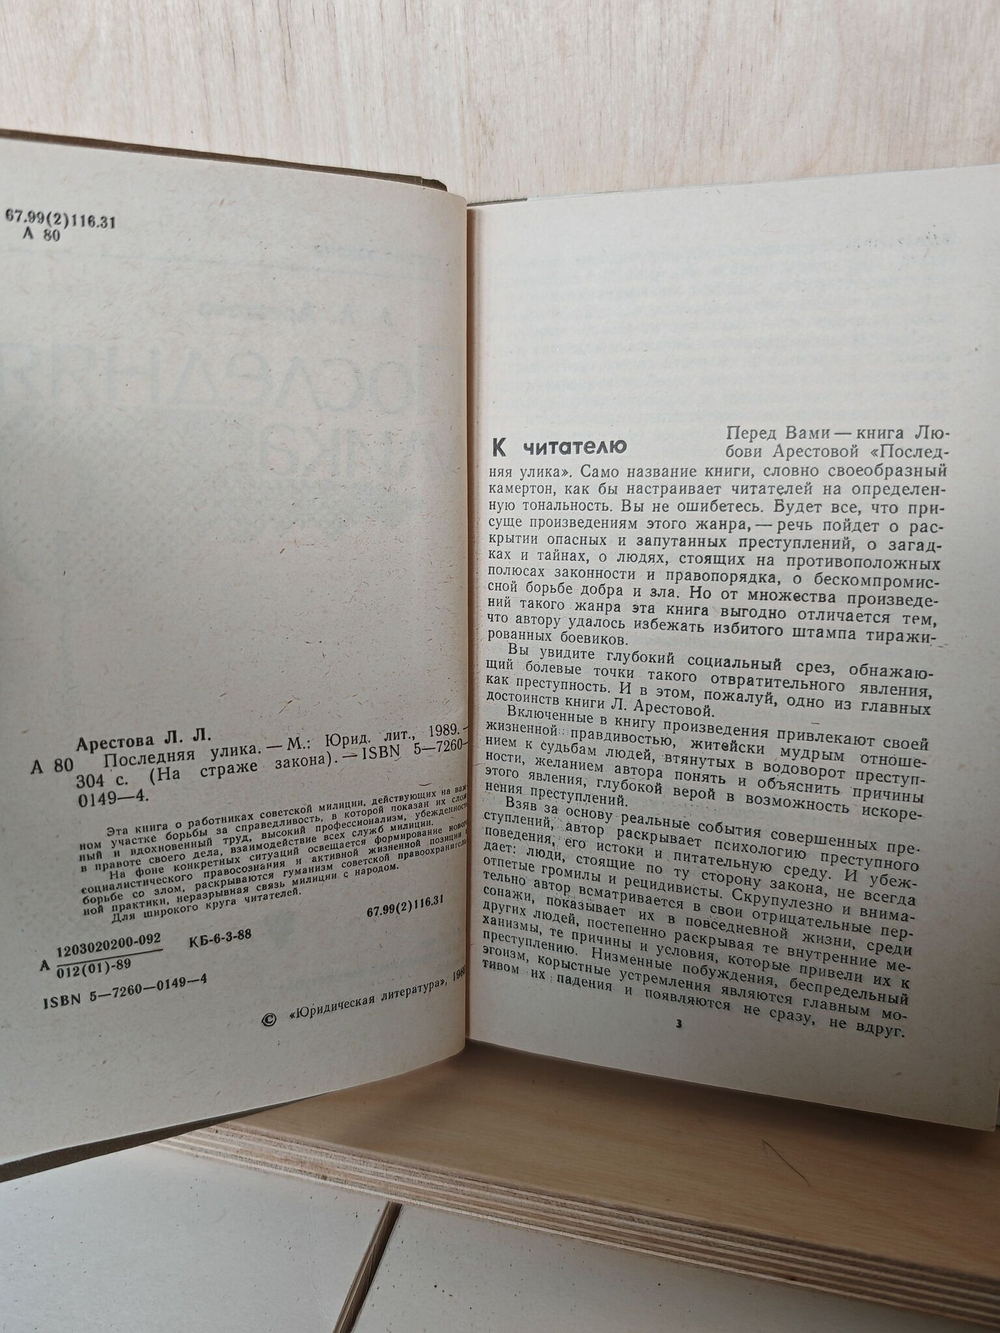 67.99(2)116.31
А 80
Арестова Л. Л.
А 80 Последняя улика. — М.: Юрид. лит., 1989. —
304 с. (На страже закона). — ISBN 5—7260—
0149—4.
Эта книга о работниках советской милиции, действующих на
ном участке борьбы за справедливость, в которой показан их
ный и вдохновенный труд, высокий профессионализм, убежденность
в правоте своего дела, взаимодействие всех служб милиции.
На фоне конкретных ситуаций освещается формирование нового
социалистического правосознания и активной жизненной позиции
борьбе со злом, раскрываются гуманизм советской
ной практики, неразрывная связь милиции с народом.
Для широкого круга читателей.
А 1203020200-092 КБ-6-3-88
012(01)-89
67.99(2)116.31
ISBN 5—7260—0149—4
© «Юридическая литература»,
К читателю
Перед Вами — книга Лю-
бови Арестовой «Послед-
няя улика». Само название книги, словно своеобразный
камертон, как бы настраивает читателей на определен-
ную тональность. Вы не ошибетесь. Будет все, что при-
суще произведениям этого жанра, — речь пойдет о рас-
крытии опасных и запутанных преступлений, о загад-
ках и тайнах, о людях, стоящих на противоположных
полюсах законности и правопорядка, о бескомпромис-
сной борьбе добра и зла. Но от множества произведе-
ний такого жанра эта книга выгодно отличается тем,
что автору удалось избежать избитого штампа тиражи-
рованных боевиков.
Вы увидите глубокий социальный срез, обнажаю-
щий болевые точки такого отвратительного явления,
как преступность. И в этом, пожалуй, одно из главных
достоинств книги Л. Арестовой.
Включенные в книгу произведения привлекают своей
жизненной правдивостью, житейски мудрым отноше-
нием к судьбам людей, втянутых в водоворот преступ-
ности, желанием автора понять и объяснить причины
этого явления, глубокой верой в возможность искоре-
нения преступлений.
Взяв за основу реальные события совершенных пре-
ступлений, автор раскрывает психологию преступного
поведения, его истоки и питательную среду. И убеж-
дает: люди, стоящие по ту сторону закона, не всегда
отпетые громилы и рецидивисты. Скрупулезно и внима-
тельно автор всматривается в свои отрицательные пер-
сонажи, показывает их в повседневной жизни, среди
других людей, постепенно раскрывая те внутренние ме-
ханизмы, те причины и условия, которые привели их к
преступлению. Низменные побуждения, беспредельный
эгоизм, корыстные устремления являются главным мо-
тивом их падения и появляются не сразу, не вдруг.
3